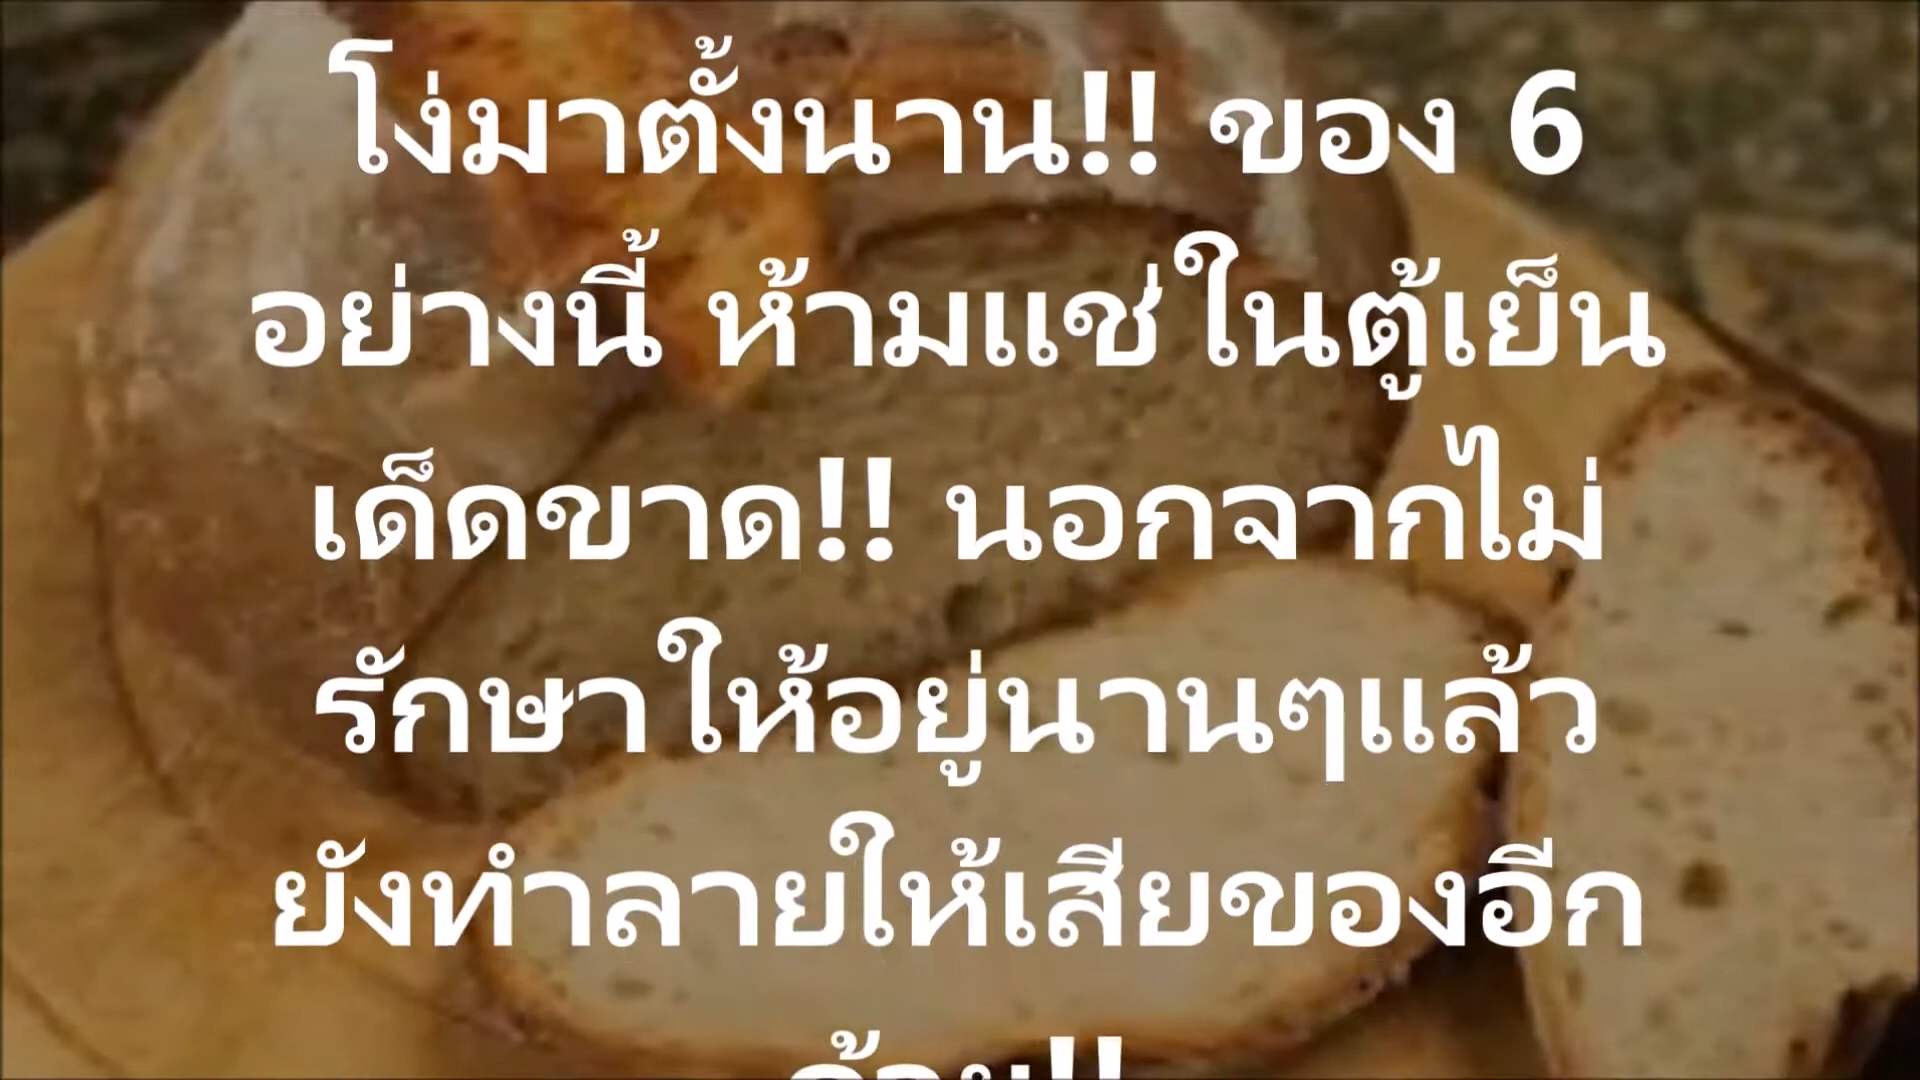 โง่มาตั้งนาน!! ของ 6
อย่างนี้ ห้ามแช่ในตู้เย็น
เด็ดขาด!! นอกจากไม่
รักษาให้อยู่นานๆแล้ว
ยังทำลายให้เสียของอีก
ด้วย!!